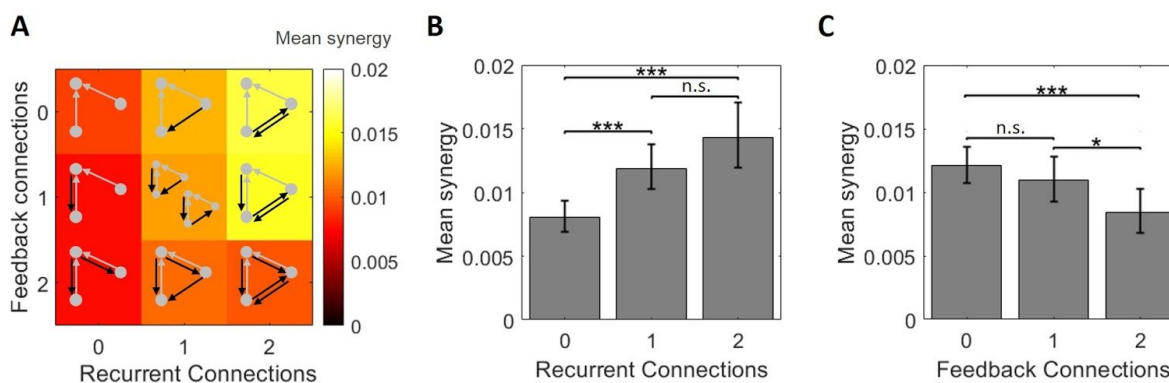 A
Mean synergy
Feedback connections
0
1
2
0
1
2
Recurrent Connections
0.02
0.015
0.01
0.005
0
B
Mean synergy
0.02
0.015
0.01
0.005
0
***
n.s.
***
0
1
2
Recurrent Connections
C
Mean synergy
0.02
0.015
0.01
0.005
0
***
n.s.
*
0
1
2
Feedback Connections